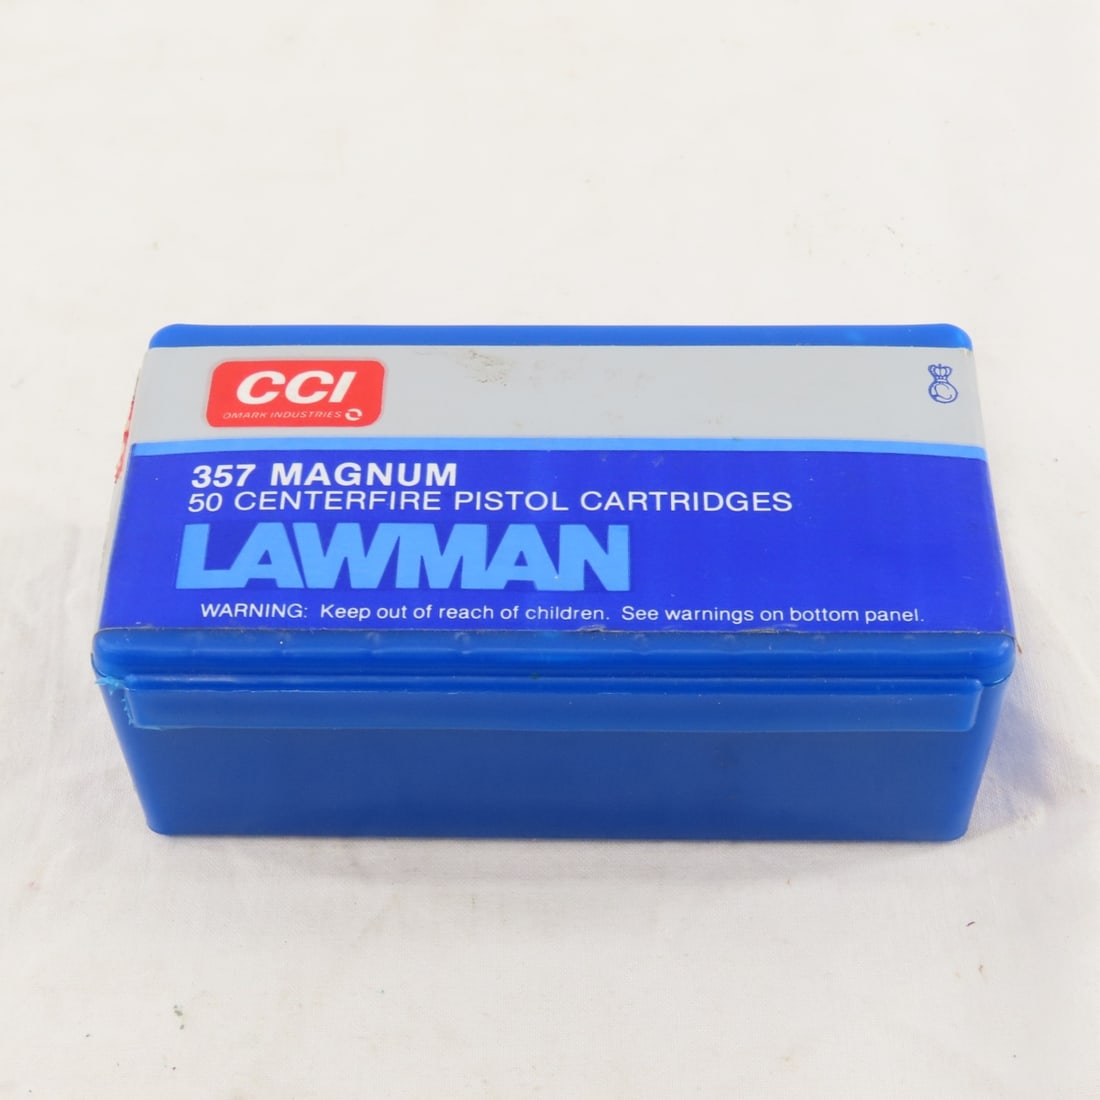 CCI
OMARK INDUSTRIES
357 MAGNUM
50 CENTERFIRE PISTOL CARTRIDGES
LAWMAN
WARNING: Keep out of reach of children. See warnings on bottom panel.